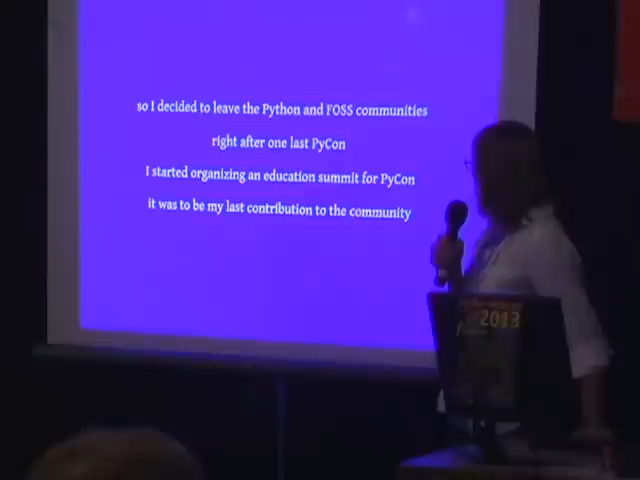 so I decided to leave the Python and FOSS communities
right after one last PyCon
I started organizing an education summit for PyCon
it was to be my last contribution to the community
2013